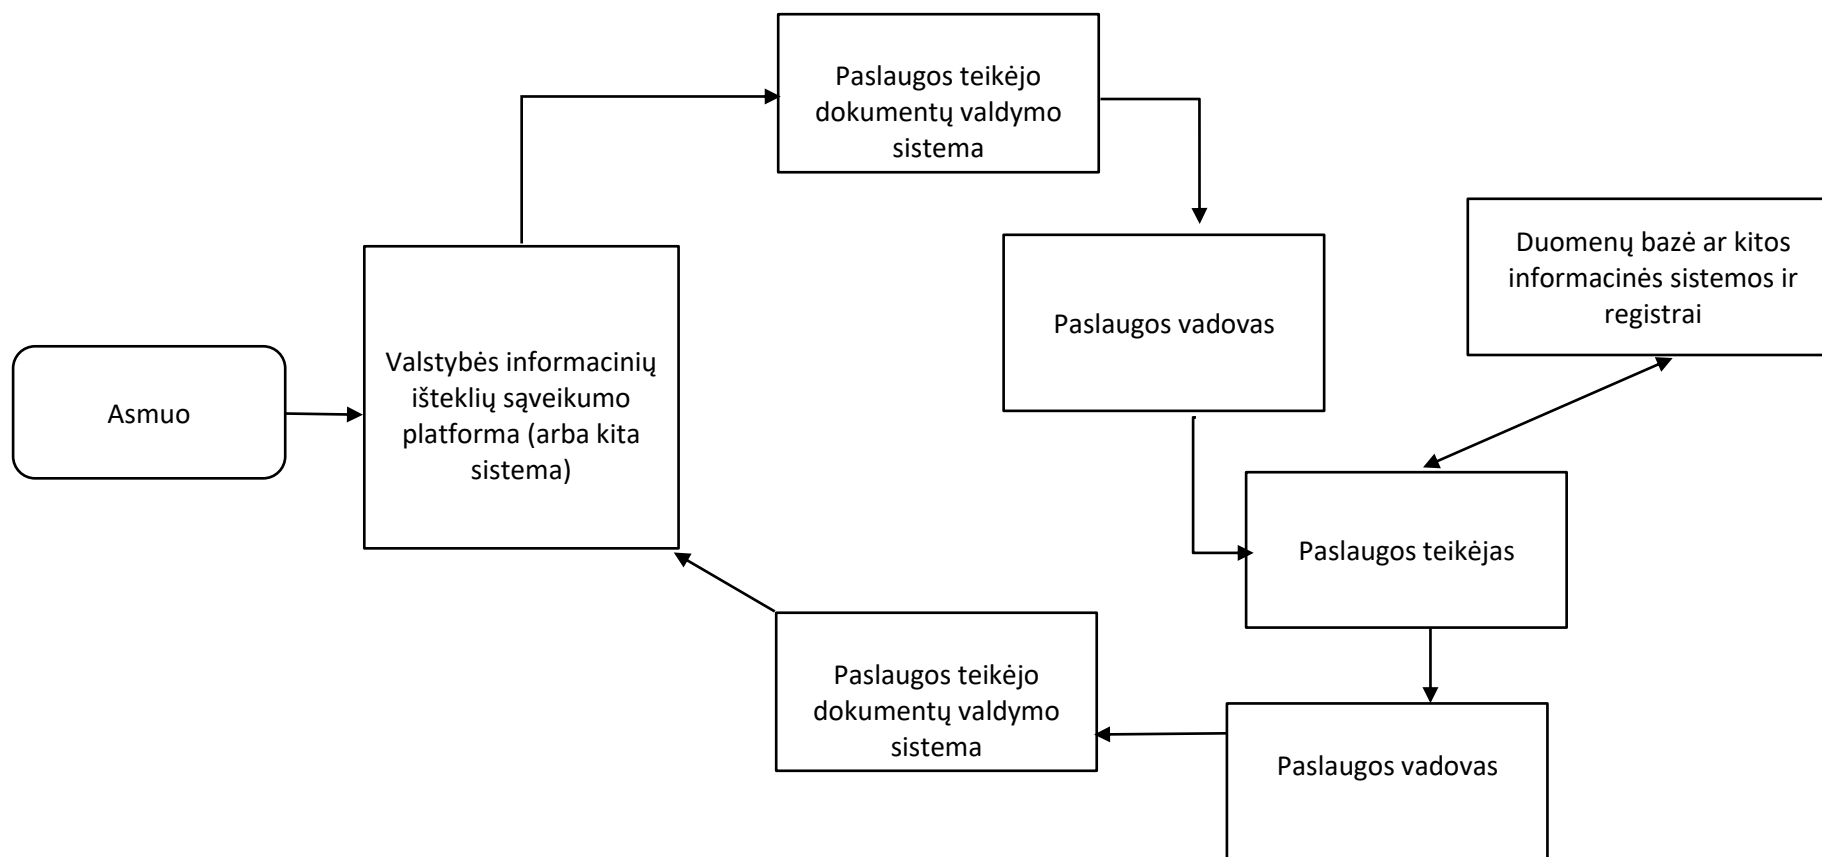 Paslaugos teikėjo
dokumentų valdymo
sistema
Duomenų bazė ar kitos
informacinės sistemos ir
registrai
Paslaugos vadovas
Valstybės informacinių
išteklių sąveikumo
platforma (arba kita
sistema)
Asmuo
Paslaugos teikėjas
Paslaugos teikėjo
dokumentų valdymo
sistema
Paslaugos vadovas